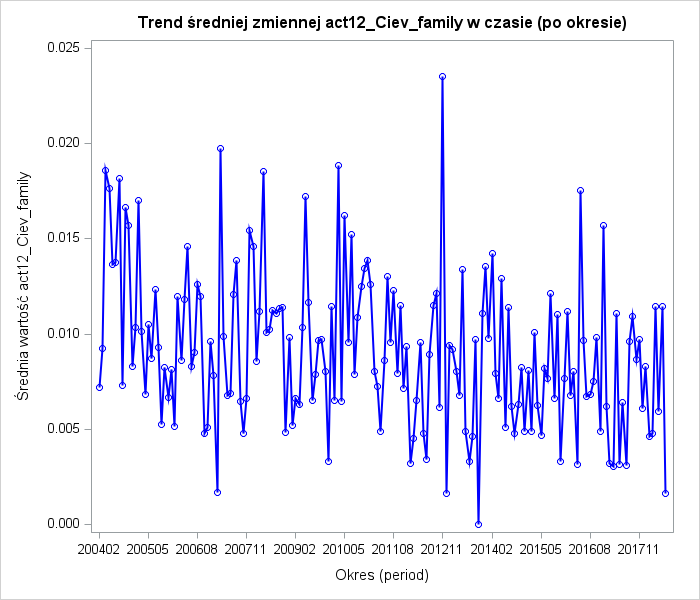 Trend średniej zmiennej act12_Ciev_family w czasie (po okresie)
Średnia wartość act12_Ciev_family
0.025
0.020
0.015
0.010
0.005
0.000
200402 200505 200608 200711 200902 201005 201108 201211 201402 201505 201608 201711
Okres (period)